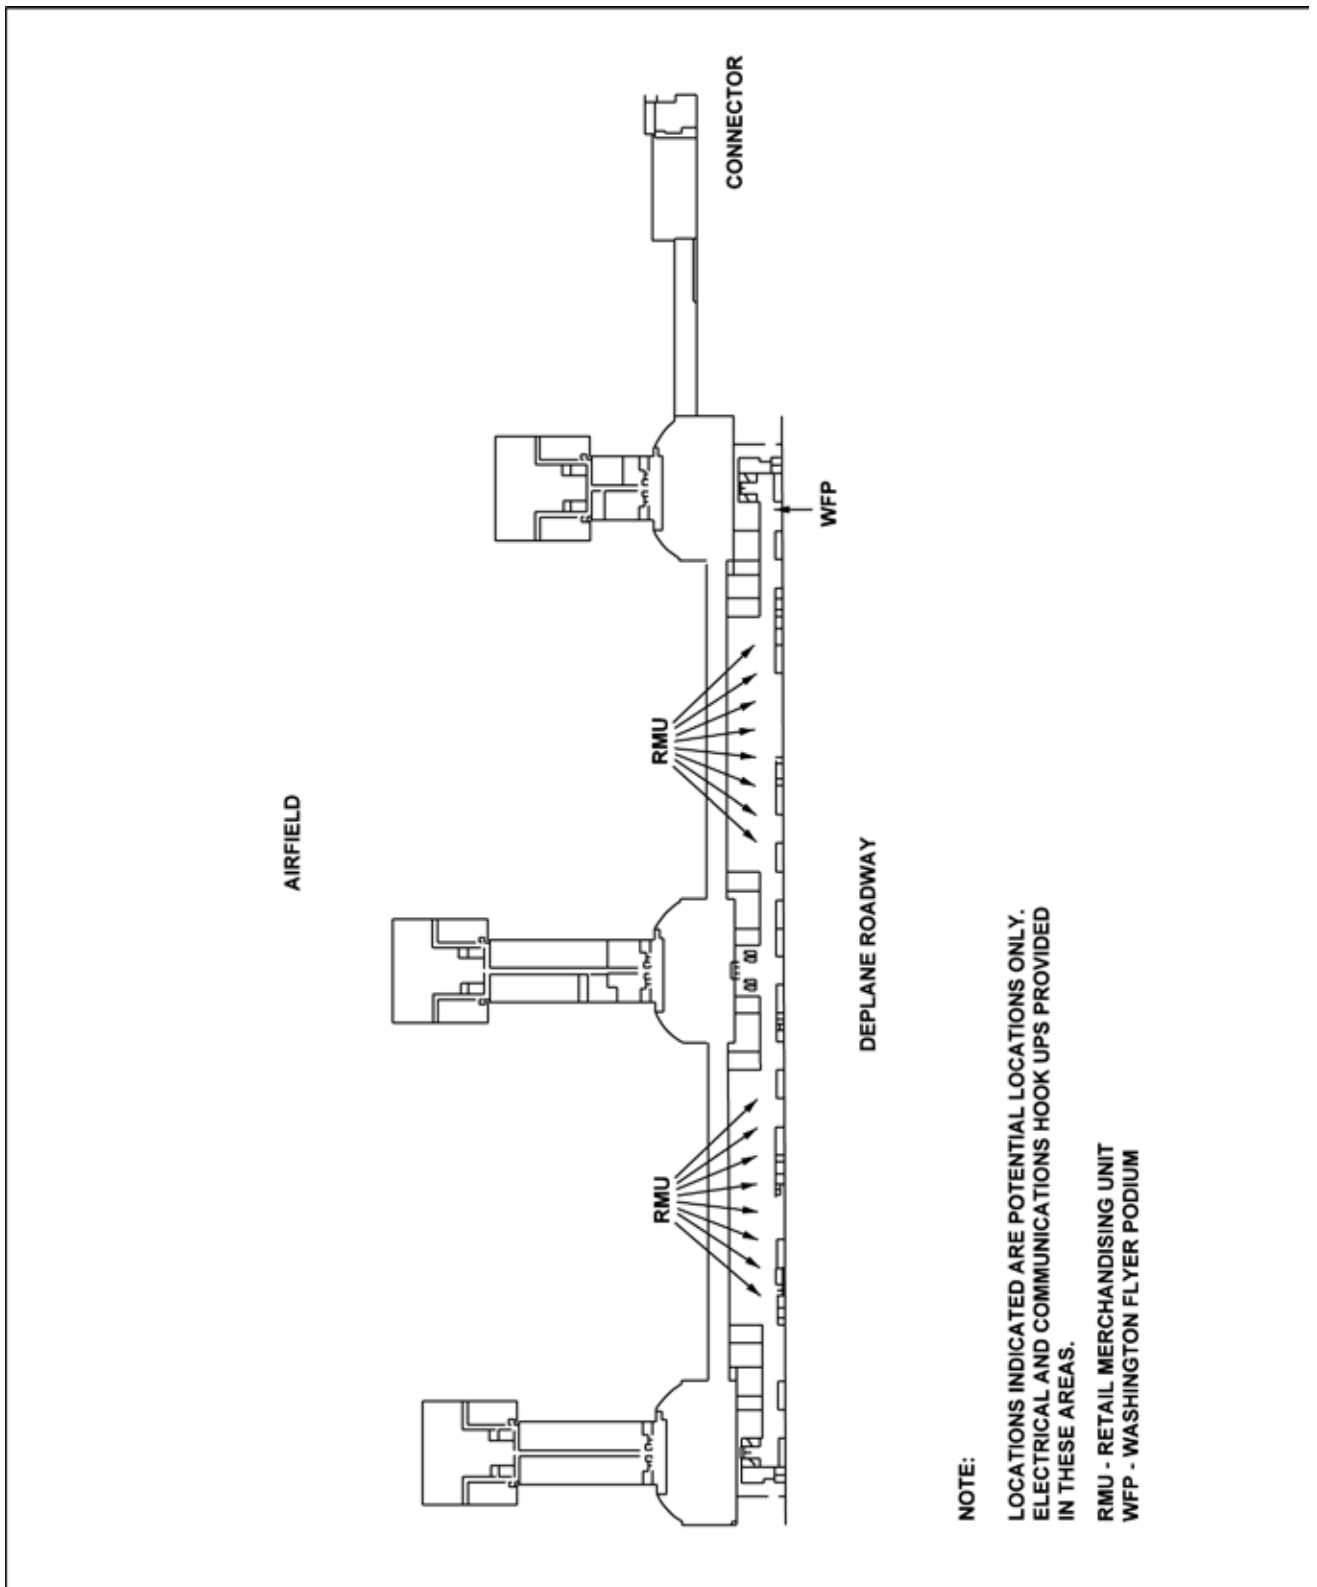 CONNECTOR
WFP
RMU
AIRFIELD
DEPLANE ROADWAY
RMU
NOTE:
LOCATIONS INDICATED ARE POTENTIAL LOCATIONS ONLY.
ELECTRICAL AND COMMUNICATIONS HOOK UPS PROVIDED
IN THESE AREAS.
RMU - RETAIL MERCHANDISING UNIT
WFP - WASHINGTON FLYER PODIUM